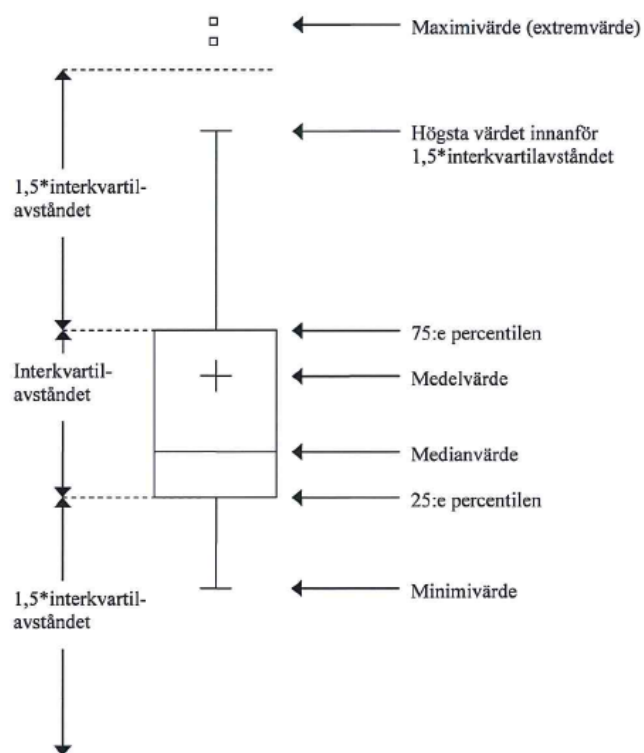 Maximivärde (extremvärde)
Högsta värdet innanför
1,5*interkvartilavståndet
1,5*interkvartil-
avståndet
75:e percentilen
Interkvartil-
avståndet
Medelvärde
Medianvärde
25:e percentilen
1,5*interkvartil-
avståndet
Minimivärde